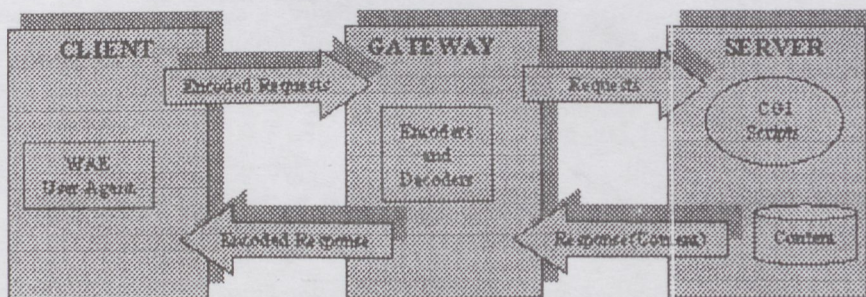 CLIENT
GATEWAY
SERVER
Encoded Requests
Requests
CGI
Scripts
WAE
User Agent
Encoders
and
Decoders
Encoded Response
Response(Content)
Content